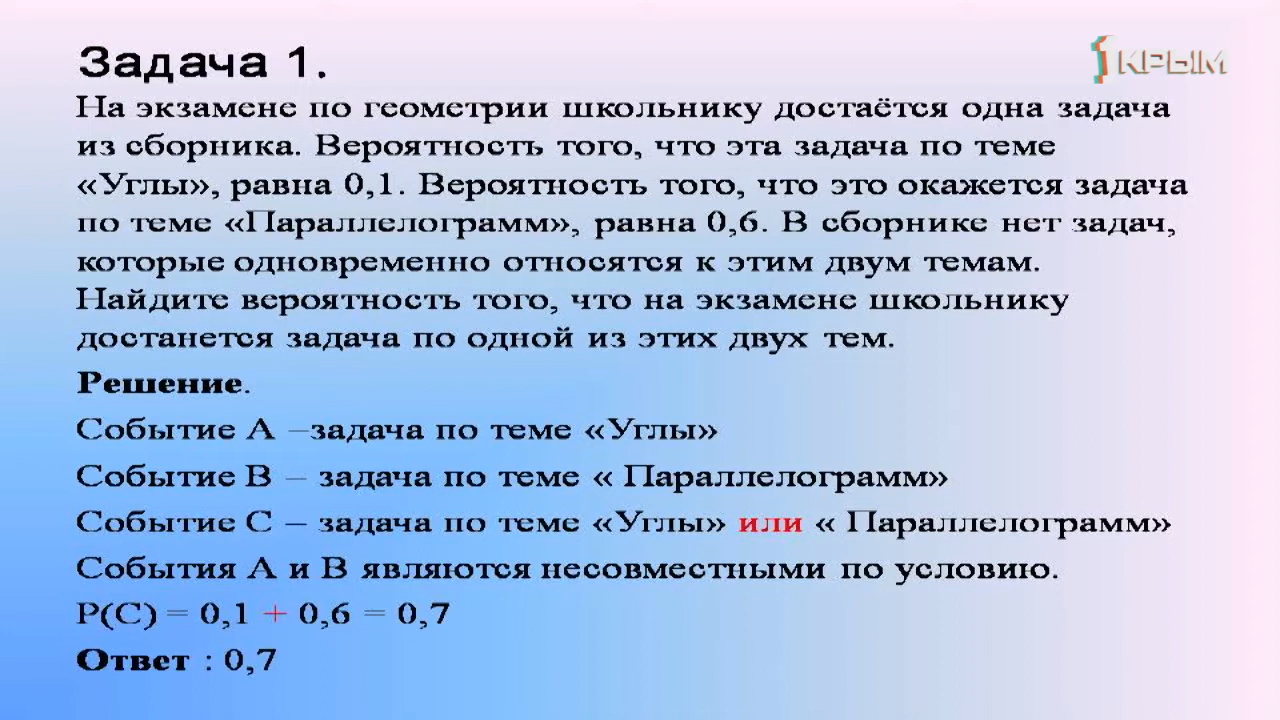 Задача 1.
1 КРЫМ
На экзамене по геометрии школьнику достаётся одна задача
из сборника. Вероятность того, что эта задача по теме
«Углы», равна 0,1. Вероятность того, что это окажется задача
по теме «Параллелограмм», равна 0,6. В сборнике нет задач,
которые одновременно относятся к этим двум темам.
Найдите вероятность того, что на экзамене школьнику
достанется задача по одной из этих двух тем.
Решение.
Событие А –задача по теме «Углы»
Событие В – задача по теме « Параллелограмм»
Событие С – задача по теме «Углы» или « Параллелограмм»
События А и В являются несовместными по условию.
Р(С) = 0,1 + 0,6 = 0,7
Ответ : 0,7